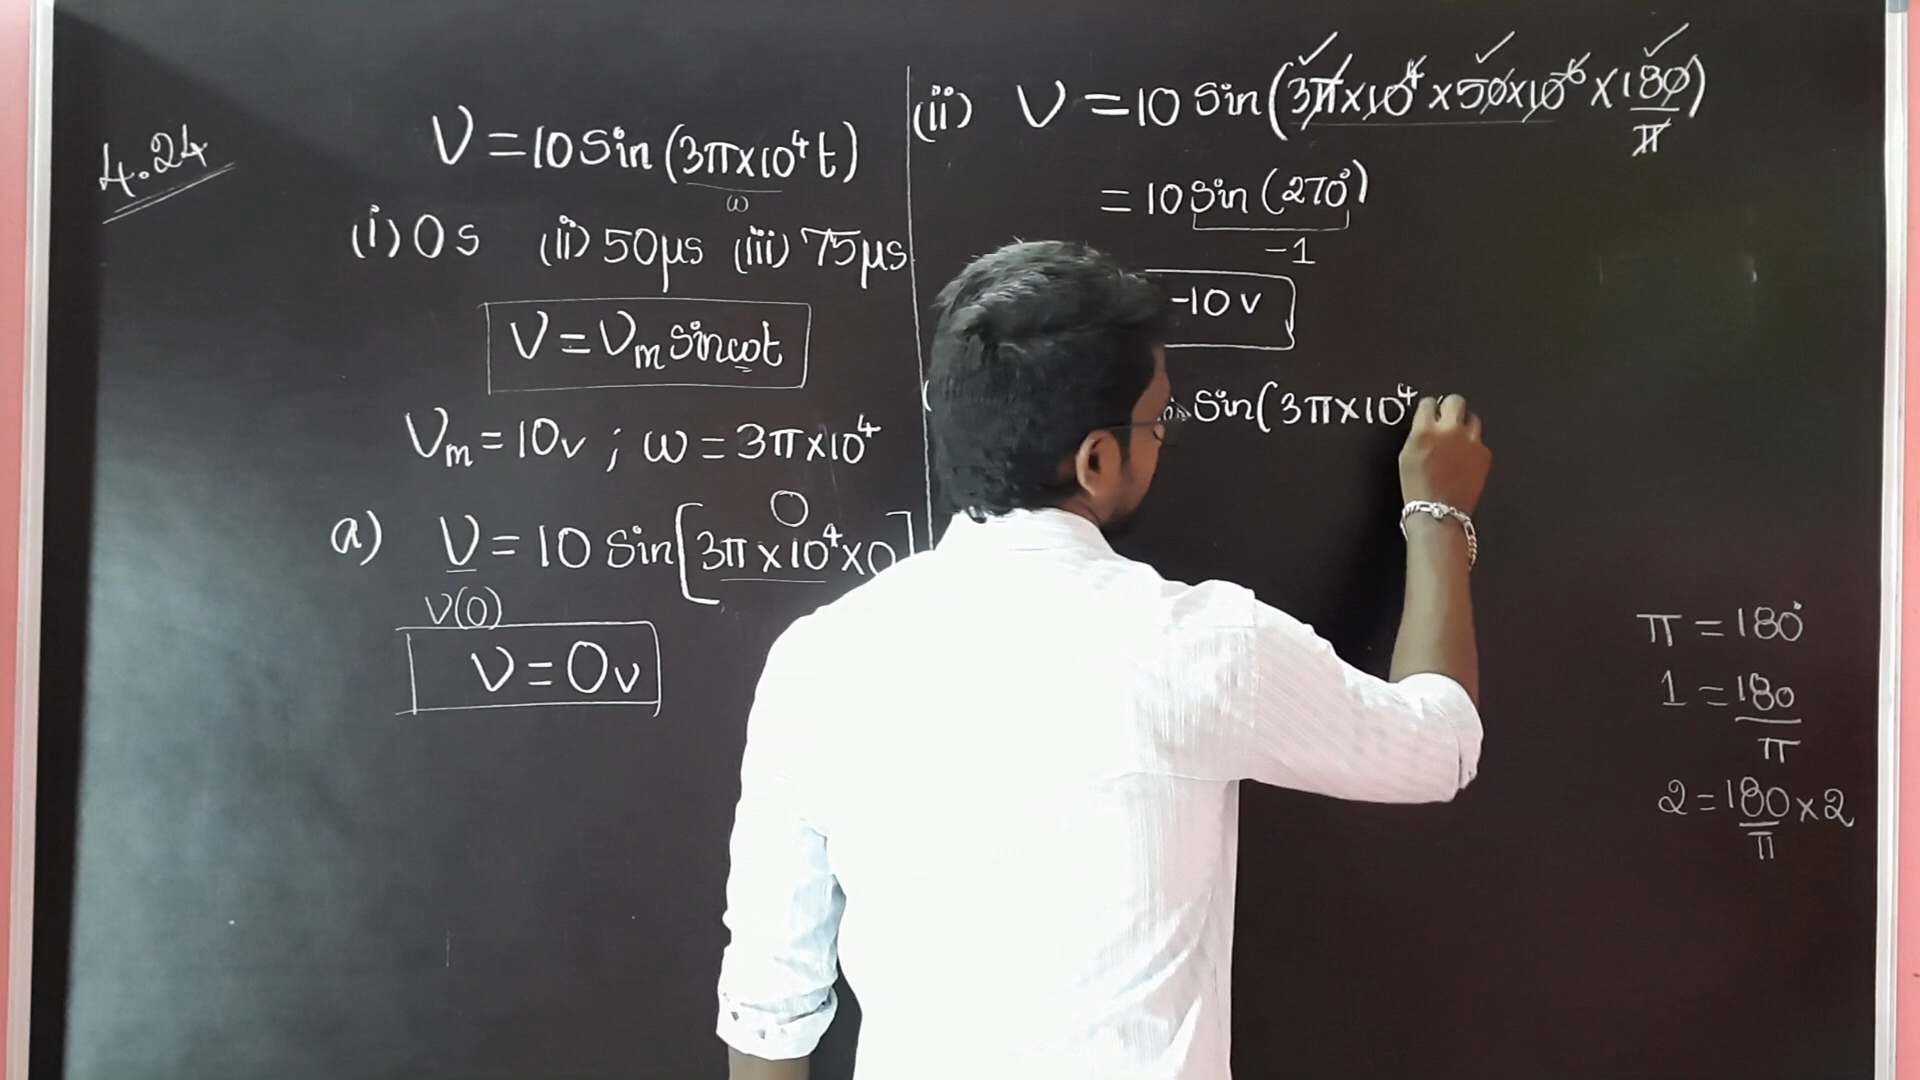 4.24
V = 10 Sin (3π×10⁴t)
ω
(i) 0 s (ii) 50μs (iii) 75μs
V = Vm Sinωt
Vm = 10v ; ω = 3π×10⁴
0
a) V = 10 Sin[3π×10⁴×0]
V(0)
V = 0v
(ii) V = 10 Sin(3π×10⁴×50×10⁻⁶×180/π)
= 10 Sin (270°)
-1
-10 v
Sin(3π×10⁴
π = 180°
1 = 180/π
2 = 180/π × 2